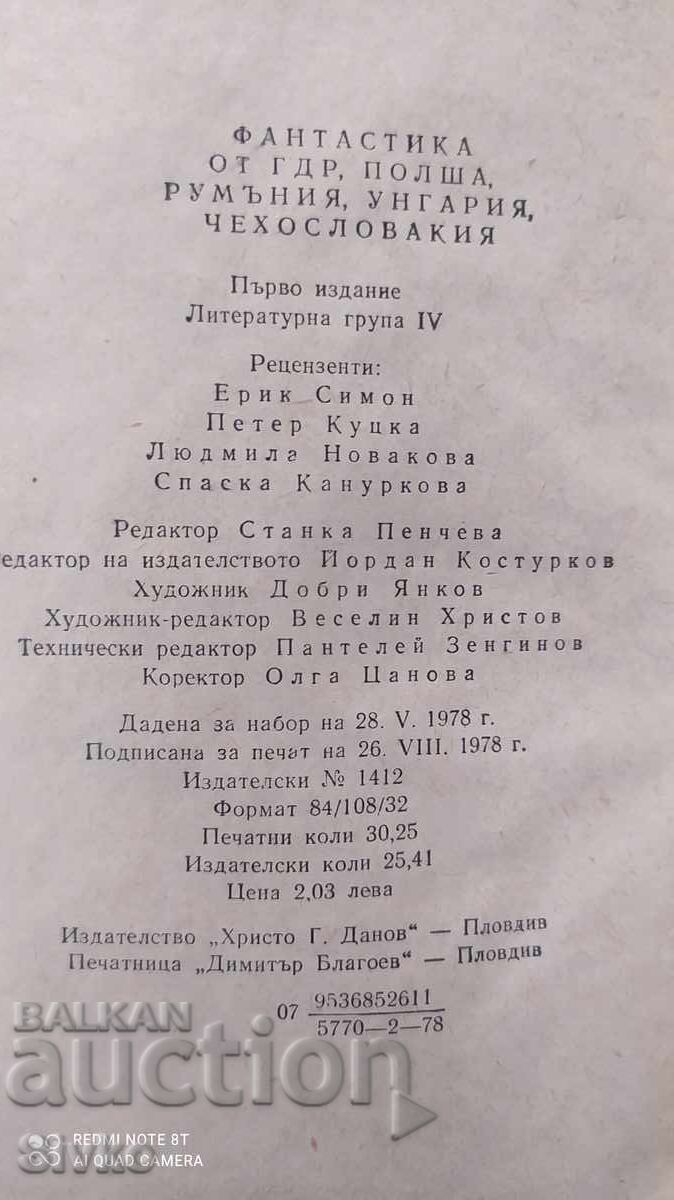 ФАНТАСТИКА
ОТ ГДР, ПОЛША,
РУМЪНИЯ, УНГАРИЯ,
ЧЕХОСЛОВАКИЯ
Първо издание
Литературна група IV
Рецензенти:
Ерик Симон
Петер Куцка
Людмила Новакова
Спаска Кануркова
Редактор Станка Пенчева
едактор на издателството Йордан Костурков
Художник Добри Янков
Художник-редактор Веселин Христов
Технически редактор Пантелей Зенгинов
Коректор Олга Цанова
Дадена за набор на 28. V. 1978 г.
Подписана за печат на 26. VIII. 1978 г.
Издателски № 1412
Формат 84/108/32
Печатни коли 30,25
Издателски коли 25,41
Цена 2,03 лева
Издателство „Христо Г. Данов“ — Пловдив
Печатница „Димитър Благоев“ — Пловдив
07 9536852611
5770—2—78
BALKAN
auction
REDMI NOTE 8T
AI QUAD CAMERA